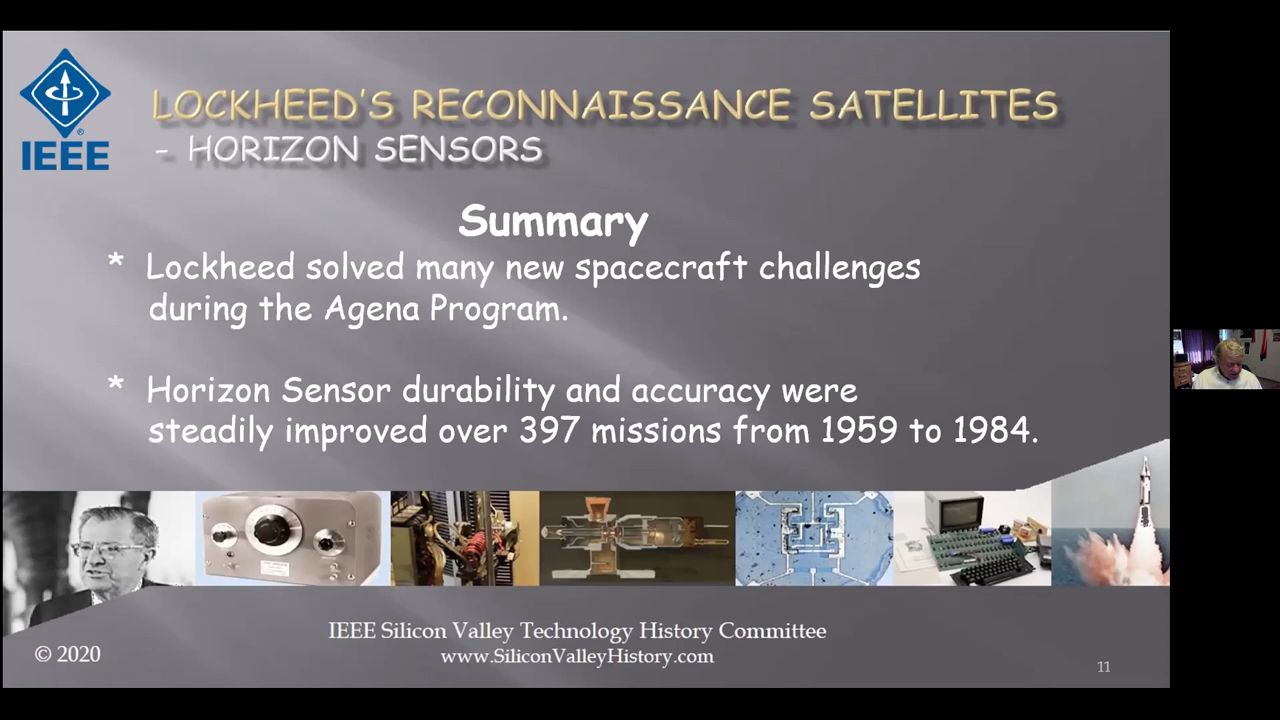 LOCKHEED'S RECONNAISSANCE SATELLITES
- HORIZON SENSORS
IEEE
Summary
* Lockheed solved many new spacecraft challenges
during the Agena Program.
* Horizon Sensor durability and accuracy were
steadily improved over 397 missions from 1959 to 1984.
IEEE Silicon Valley Technology History Committee
© 2020
www.SiliconValleyHistory.com
11